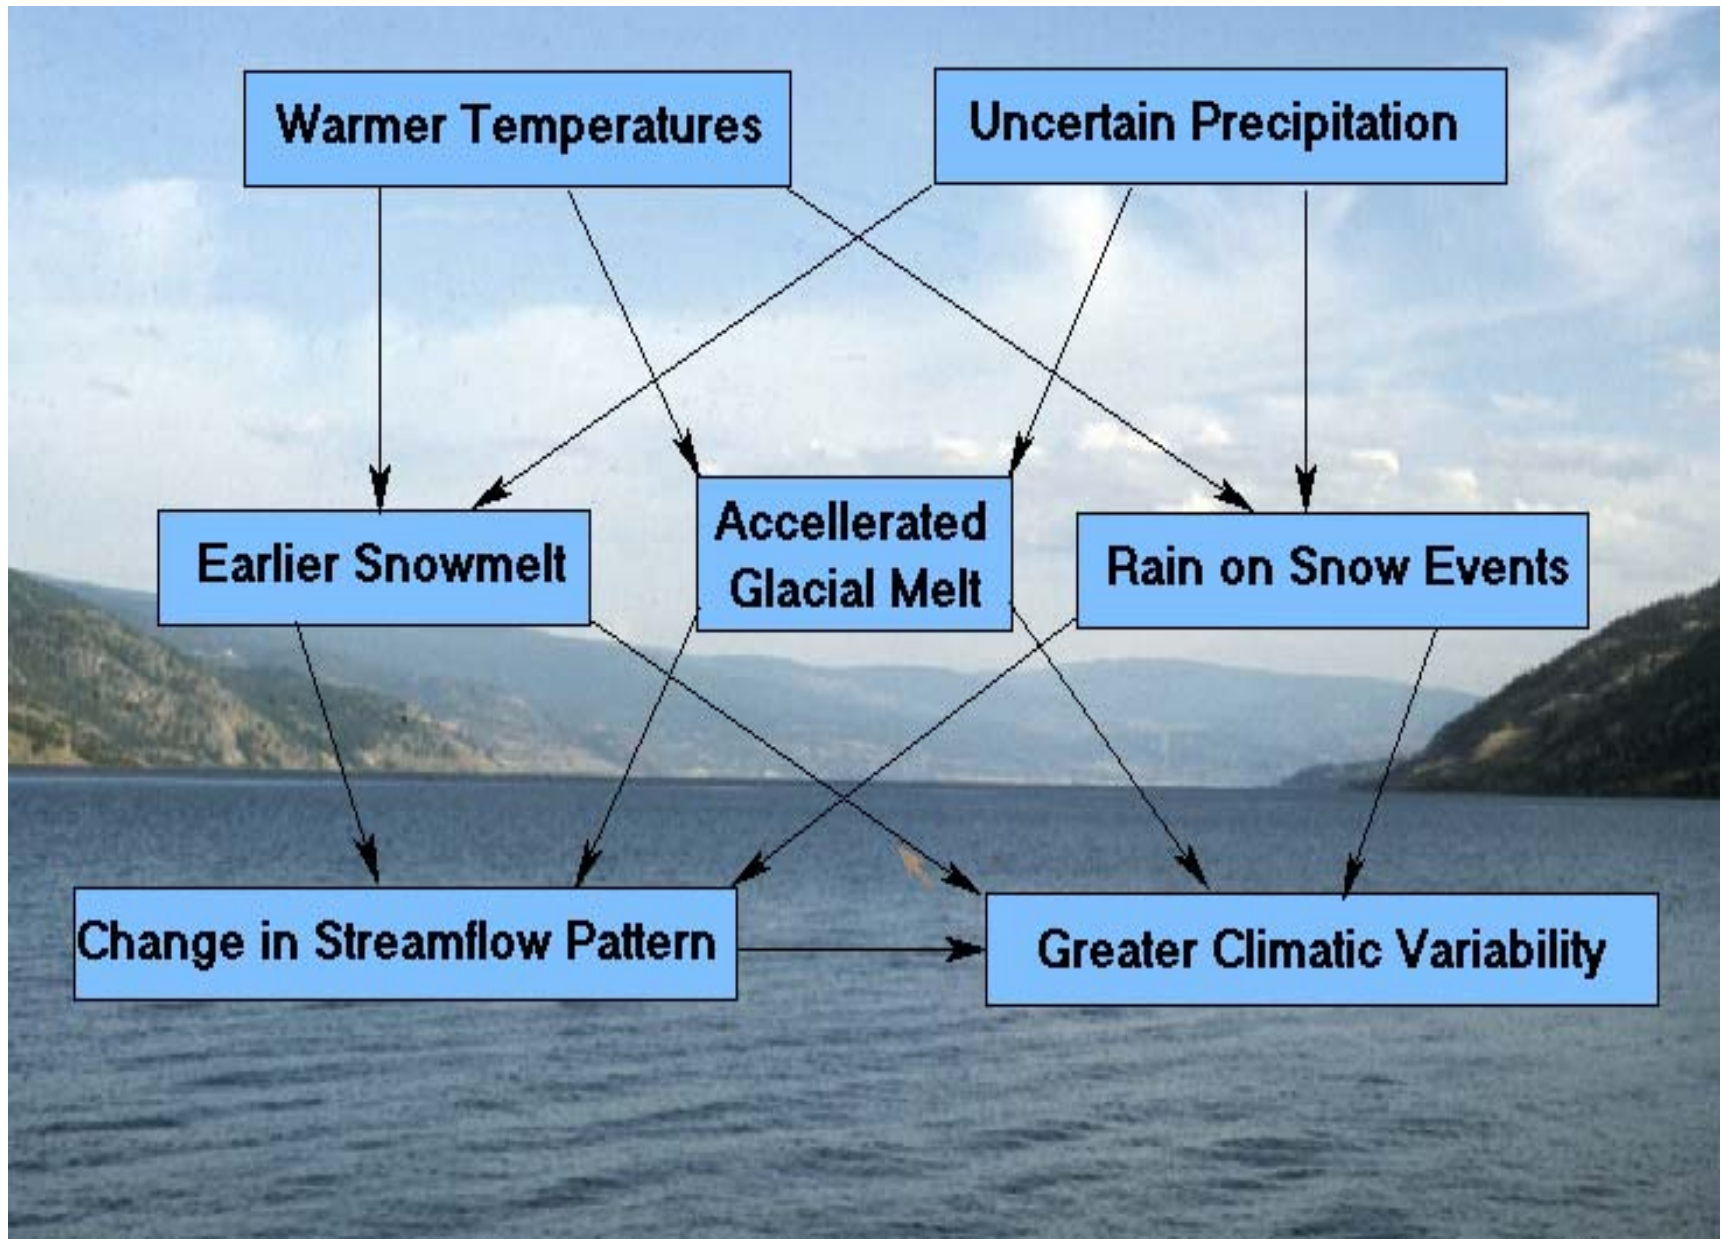 Warmer Temperatures
Uncertain Precipitation
Earlier Snowmelt
Accellerated
Glacial Melt
Rain on Snow Events
Change in Streamflow Pattern
Greater Climatic Variability